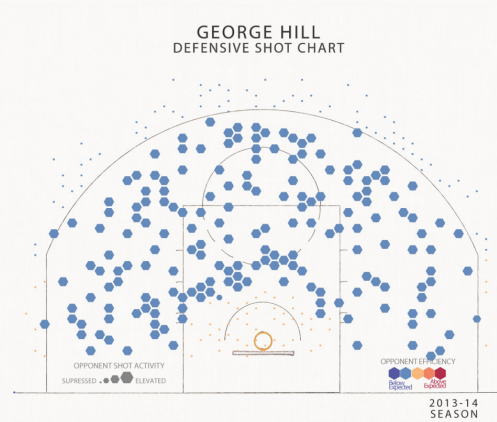 GEORGE HILL
DEFENSIVE SHOT CHART
OPPONENT SHOT ACTIVITY
SUPRESSED
ELEVATED
OPPONENT EFFICIENCY
Below Expected
Above Expected
2013-14
SEASON